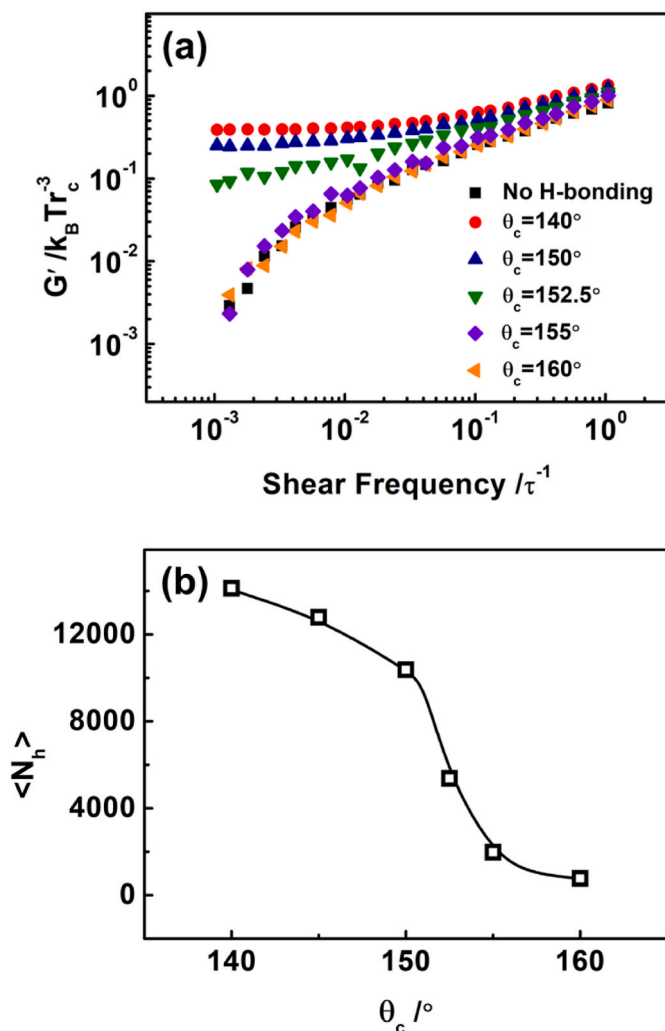 (a)
G′ /k_B Tr_c^-3
10^0
10^-1
10^-2
10^-3
No H-bonding
θ_c=140°
θ_c=150°
θ_c=152.5°
θ_c=155°
θ_c=160°
10^-3 10^-2 10^-1 10^0
Shear Frequency /τ^-1
(b)
<N_h>
12000
8000
4000
0
140 150 160
θ_c /°